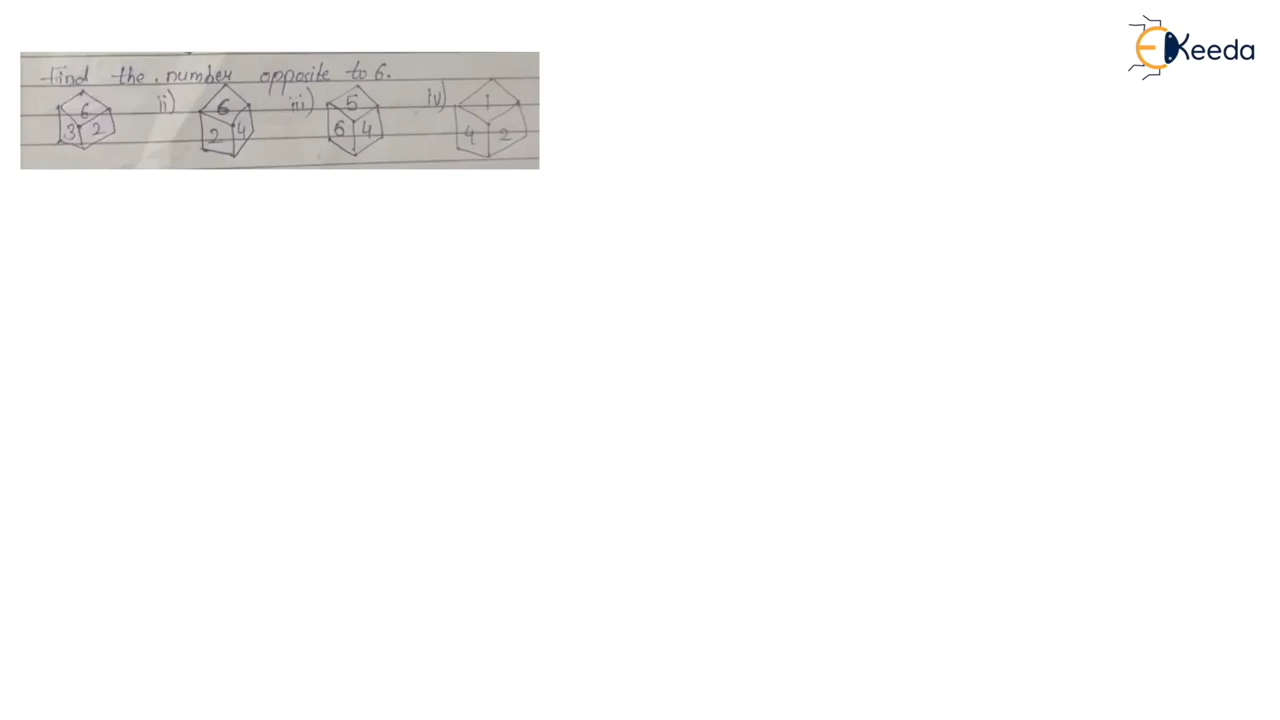 EKeeda
Find the number opposite to 6.
6 3 2
ii) 6 2 4
iii) 5 6 4
iv) 1 4 2